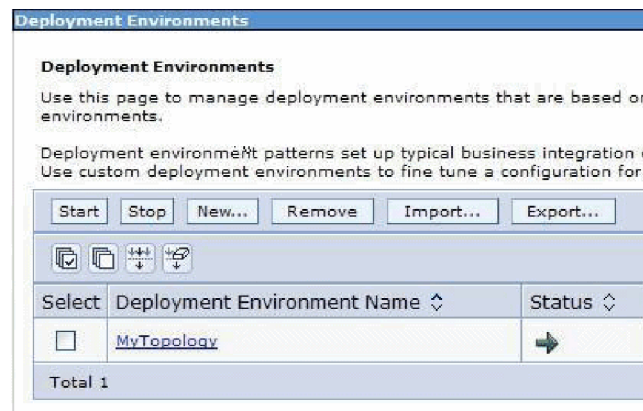 Deployment Environments
Deployment Environments
Use this page to manage deployment environments that are based on
environments.
Deployment environment patterns set up typical business integration
Use custom deployment environments to fine tune a configuration for
Start Stop New... Remove Import... Export...
Select Deployment Environment Name Status
MyTopology
Total 1